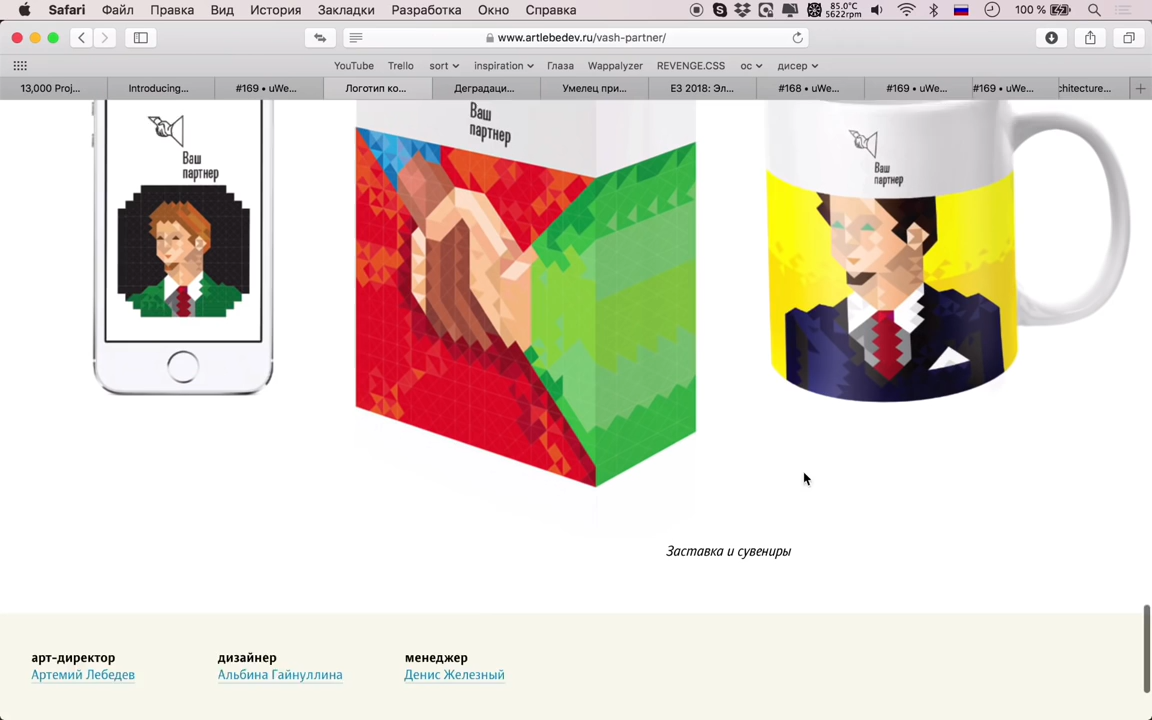 Safari Файл Правка Вид История Закладки Разработка Окно Справка 85.0°C 5622rpm 100 %
www.artlebedev.ru/vash-partner/
YouTube Trello sort inspiration Глаза Wappalyzer REVENGE.CSS ос дисер
13,000 Proj... Introducing... #169 • uWe... Логотип ко... Деградаци... Умелец при... E3 2018: Эл... #168 • uWe... #169 • uWe... #169 • uWe... chitecture...
Ваш
партнер
Ваш
партнер
Ваш
партнер
Заставка и сувениры
арт-директор дизайнер менеджер
Артемий Лебедев Альбина Гайнуллина Денис Железный